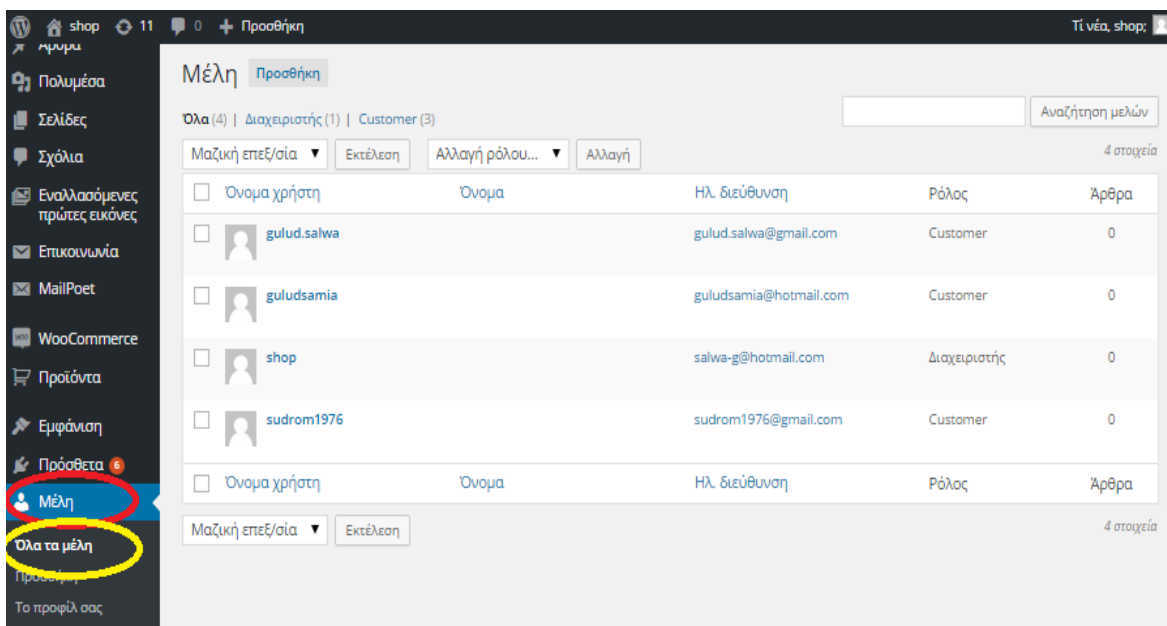 shop 11 0 + Προσθήκη Τί νέα, shop;
Άρθρα
Πολυμέσα
Σελίδες
Σχόλια
Εναλλασόμενες
πρώτες εικόνες
Επικοινωνία
MailPoet
WooCommerce
Προϊόντα
Εμφάνιση
Πρόσθετα 6
Μέλη
Όλα τα μέλη
Προσθήκη
Το προφίλ σας
Μέλη Προσθήκη
Όλα (4) | Διαχειριστής (1) | Customer (3) Αναζήτηση μελών
Μαζική επεξ/σία ▼ Εκτέλεση Αλλαγή ρόλου... ▼ Αλλαγή 4 στοιχεία
Όνομα χρήστη Όνομα Ηλ. διεύθυνση Ρόλος Άρθρα
gulud.salwa gulud.salwa@gmail.com Customer 0
guludsamia guludsamia@hotmail.com Customer 0
shop salwa-g@hotmail.com Διαχειριστής 0
sudrom1976 sudrom1976@gmail.com Customer 0
Όνομα χρήστη Όνομα Ηλ. διεύθυνση Ρόλος Άρθρα
Μαζική επεξ/σία ▼ Εκτέλεση 4 στοιχεία